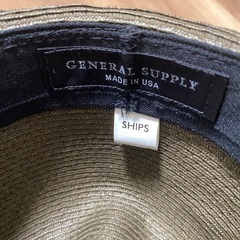 GENERAL SUPPLY
MADE IN USA
SHIPS